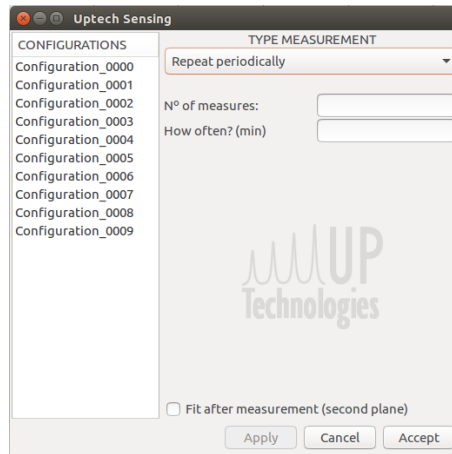 Uptech Sensing
CONFIGURATIONS
Configuration_0000
Configuration_0001
Configuration_0002
Configuration_0003
Configuration_0004
Configuration_0005
Configuration_0006
Configuration_0007
Configuration_0008
Configuration_0009
TYPE MEASUREMENT
Repeat periodically
Nº of measures:
How often? (min)
UP
Technologies
Fit after measurement (second plane)
Apply Cancel Accept